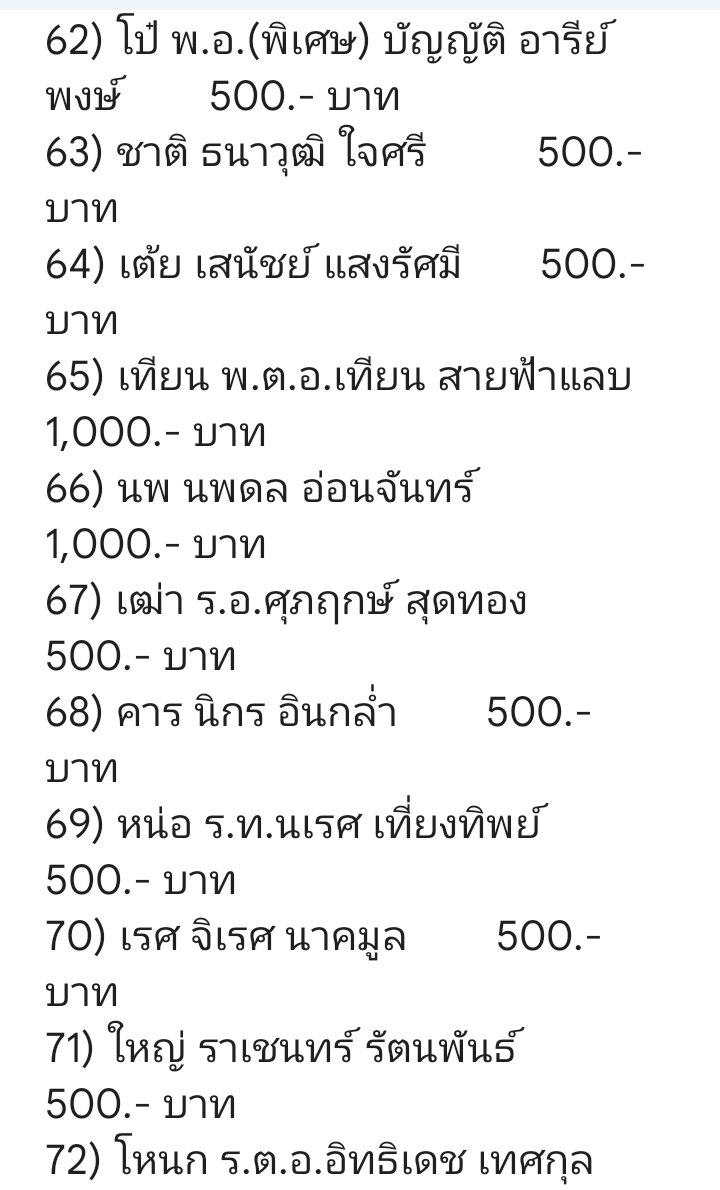 62) โป๋ พ.อ.(พิเศษ) บัญญัติ อารีย์
พงษ์ 500.- บาท
63) ชาติ ธนาวุฒิ ใจศรี 500.-
บาท
64) เต้ย เสนัชย์ แสงรัศมี 500.-
บาท
65) เทียน พ.ต.อ.เทียน สายฟ้าแลบ
1,000.- บาท
66) นพ นพดล อ่อนจันทร์
1,000.- บาท
67) เฒ่า ร.อ.ศุภฤกษ์ สุดทอง
500.- บาท
68) คาร นิกร อินกล่ำ 500.-
บาท
69) หน่อ ร.ท.นเรศ เที่ยงทิพย์
500.- บาท
70) เรศ จิเรศ นาคมูล 500.-
บาท
71) ใหญ่ ราเชนทร์ รัตนพันธ์
500.- บาท
72) โหนก ร.ต.อ.อิทธิเดช เทศกุล